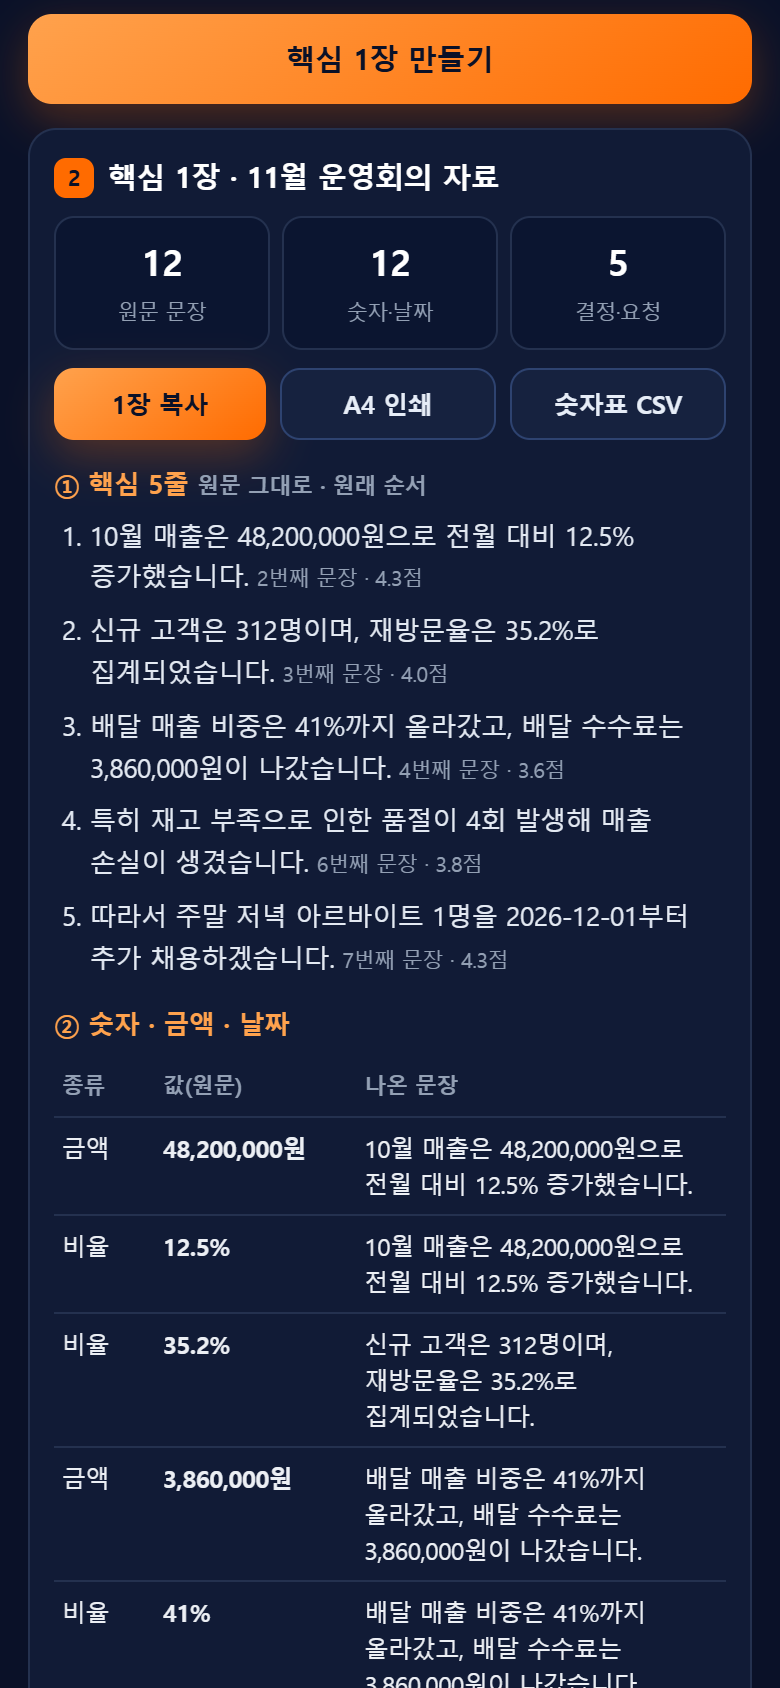 핵심 1장 만들기
2 핵심 1장 · 11월 운영회의 자료
12 12 5
원문 문장 숫자·날짜 결정·요청
1장 복사 A4 인쇄 숫자표 CSV
① 핵심 5줄 원문 그대로 · 원래 순서
1. 10월 매출은 48,200,000원으로 전월 대비 12.5%
증가했습니다. 2번째 문장 · 4.3점
2. 신규 고객은 312명이며, 재방문율은 35.2%로
집계되었습니다. 3번째 문장 · 4.0점
3. 배달 매출 비중은 41%까지 올라갔고, 배달 수수료는
3,860,000원이 나갔습니다. 4번째 문장 · 3.6점
4. 특히 재고 부족으로 인한 품절이 4회 발생해 매출
손실이 생겼습니다. 6번째 문장 · 3.8점
5. 따라서 주말 저녁 아르바이트 1명을 2026-12-01부터
추가 채용하겠습니다. 7번째 문장 · 4.3점
② 숫자 · 금액 · 날짜
종류 값(원문) 나온 문장
금액 48,200,000원 10월 매출은 48,200,000원으로
전월 대비 12.5% 증가했습니다.
비율 12.5% 10월 매출은 48,200,000원으로
전월 대비 12.5% 증가했습니다.
비율 35.2% 신규 고객은 312명이며,
재방문율은 35.2%로
집계되었습니다.
금액 3,860,000원 배달 매출 비중은 41%까지
올라갔고, 배달 수수료는
3,860,000원이 나갔습니다.
비율 41% 배달 매출 비중은 41%까지
올라갔고, 배달 수수료는
3,860,000원이 나갔습니다.